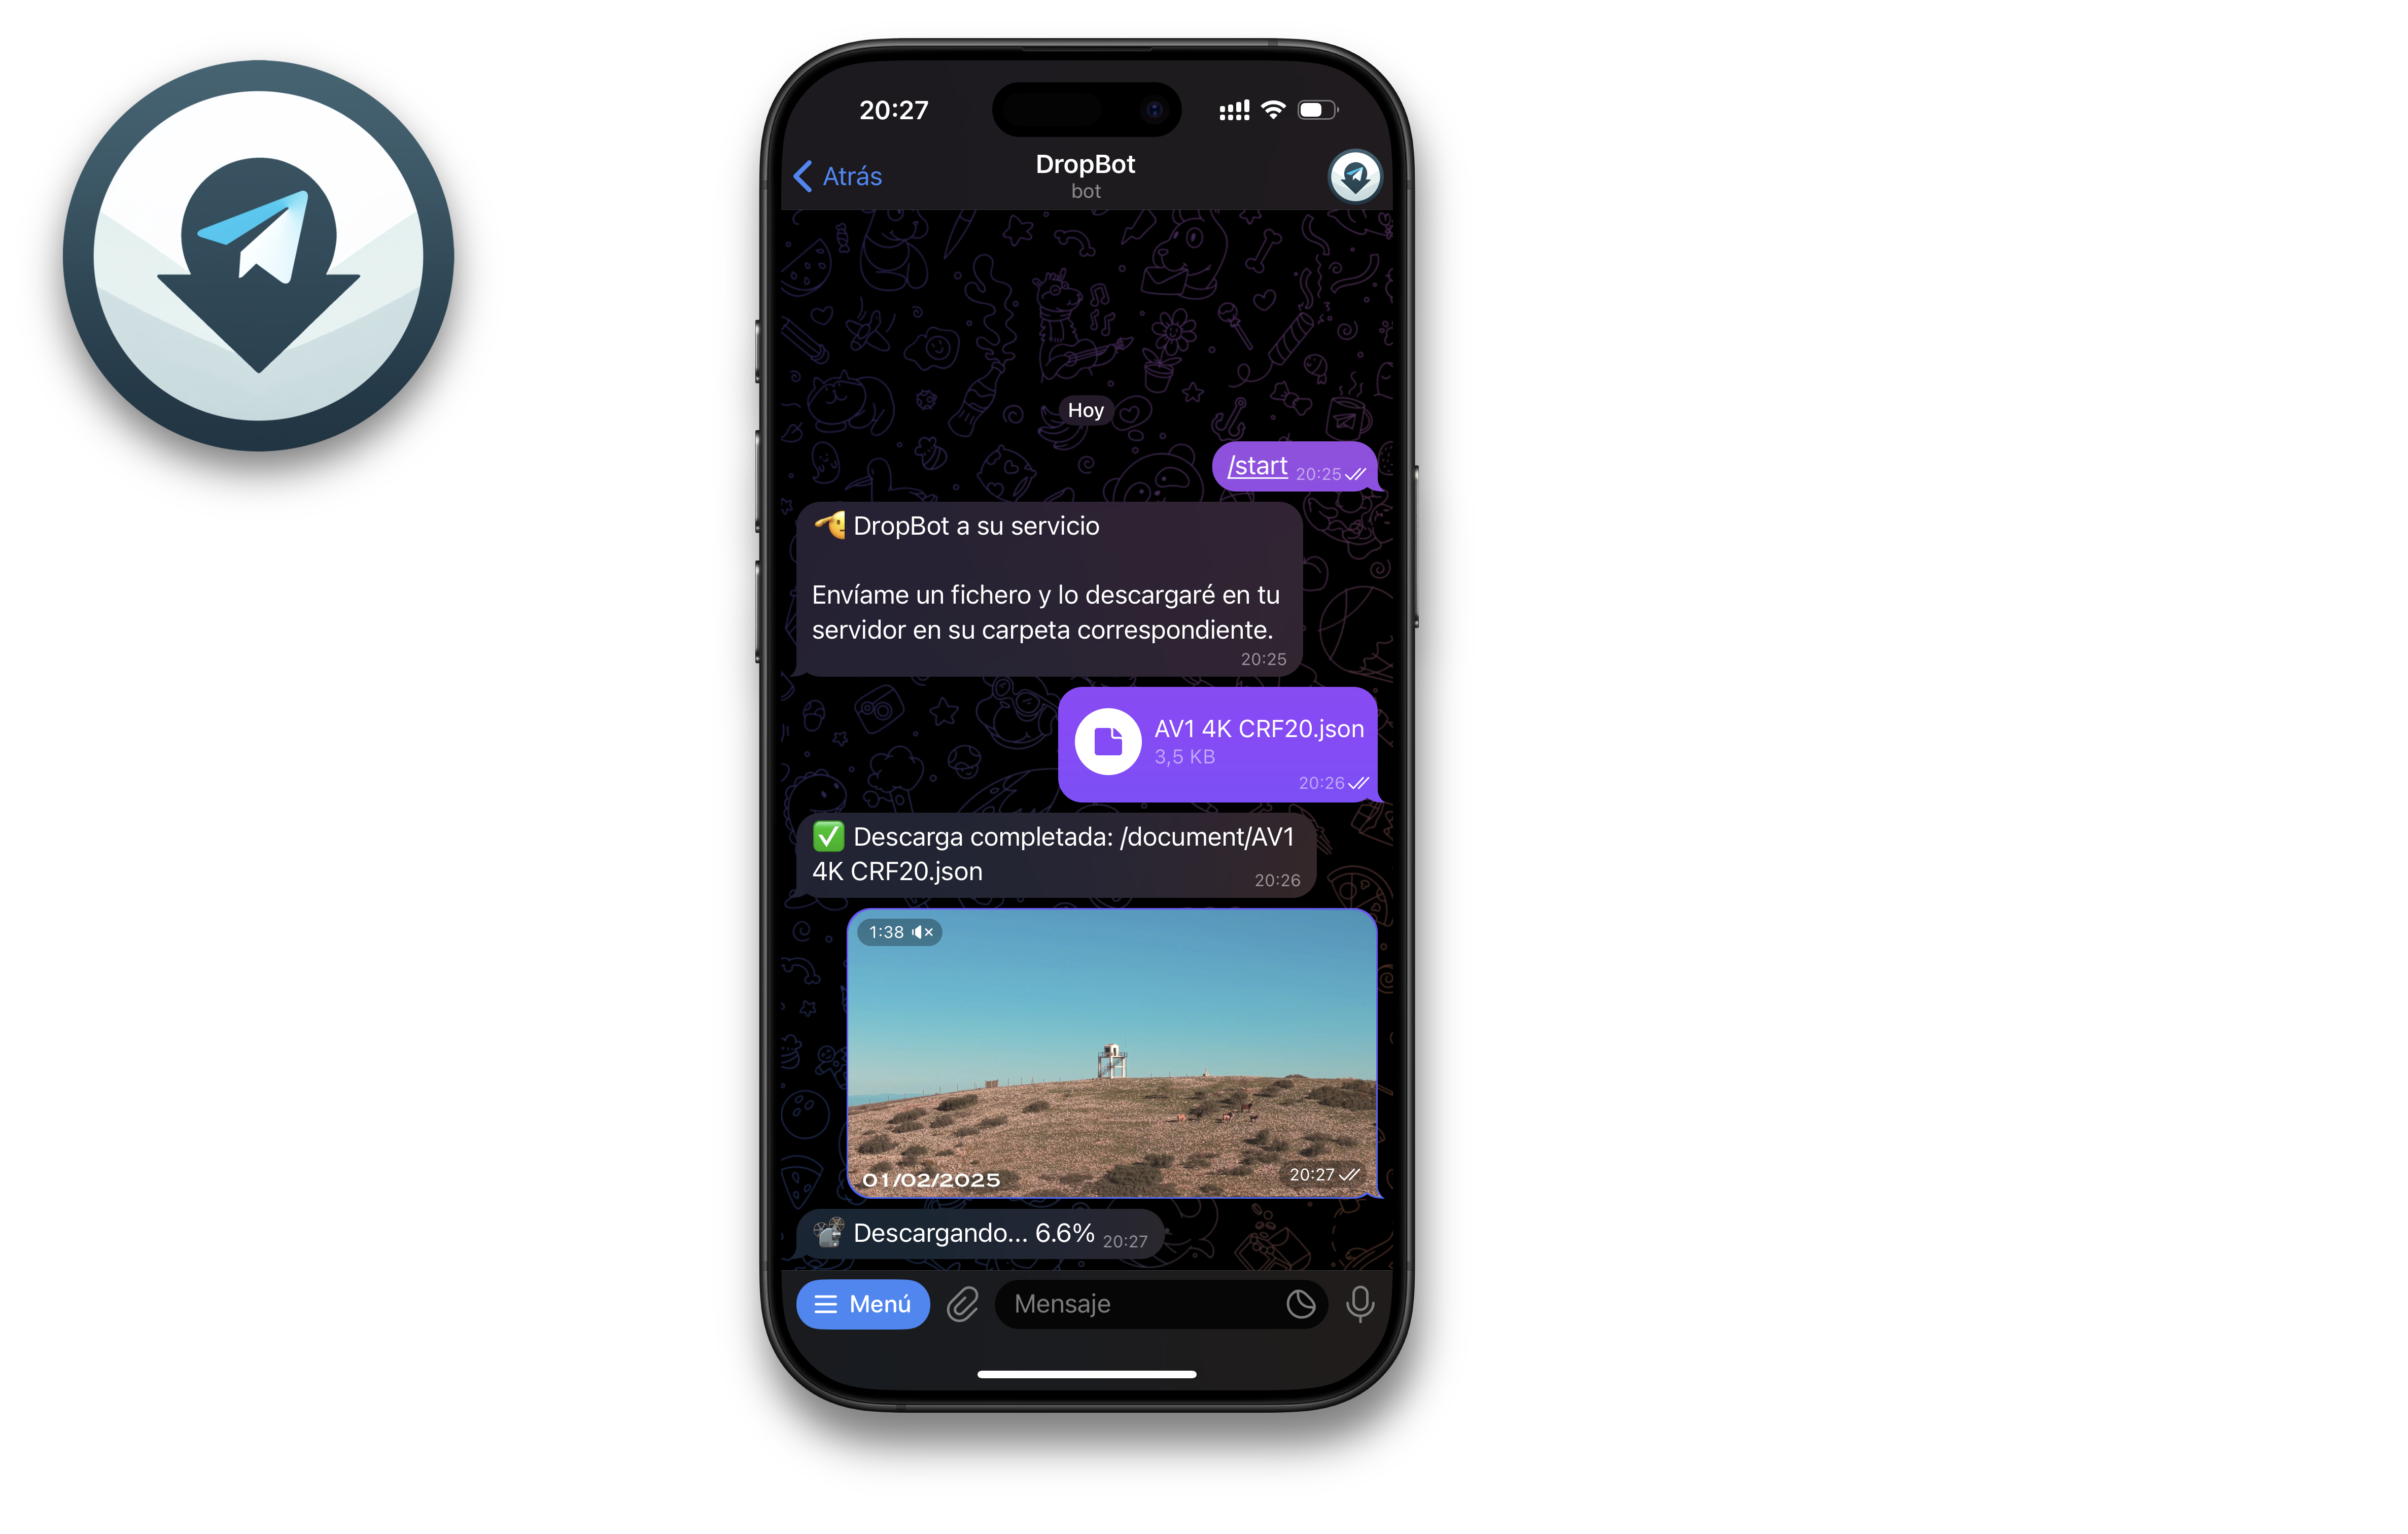 20:27
Atrás
DropBot
bot
Hoy
/start 20:25
DropBot a su servicio
Envíame un fichero y lo descargaré en tu
servidor en su carpeta correspondiente.
20:25
AV1 4K CRF20.json
3,5 KB
20:26
Descarga completada: /document/AV1
4K CRF20.json
20:26
1:38
01/02/2025
20:27
Descargando... 6.6% 20:27
Menú
Mensaje